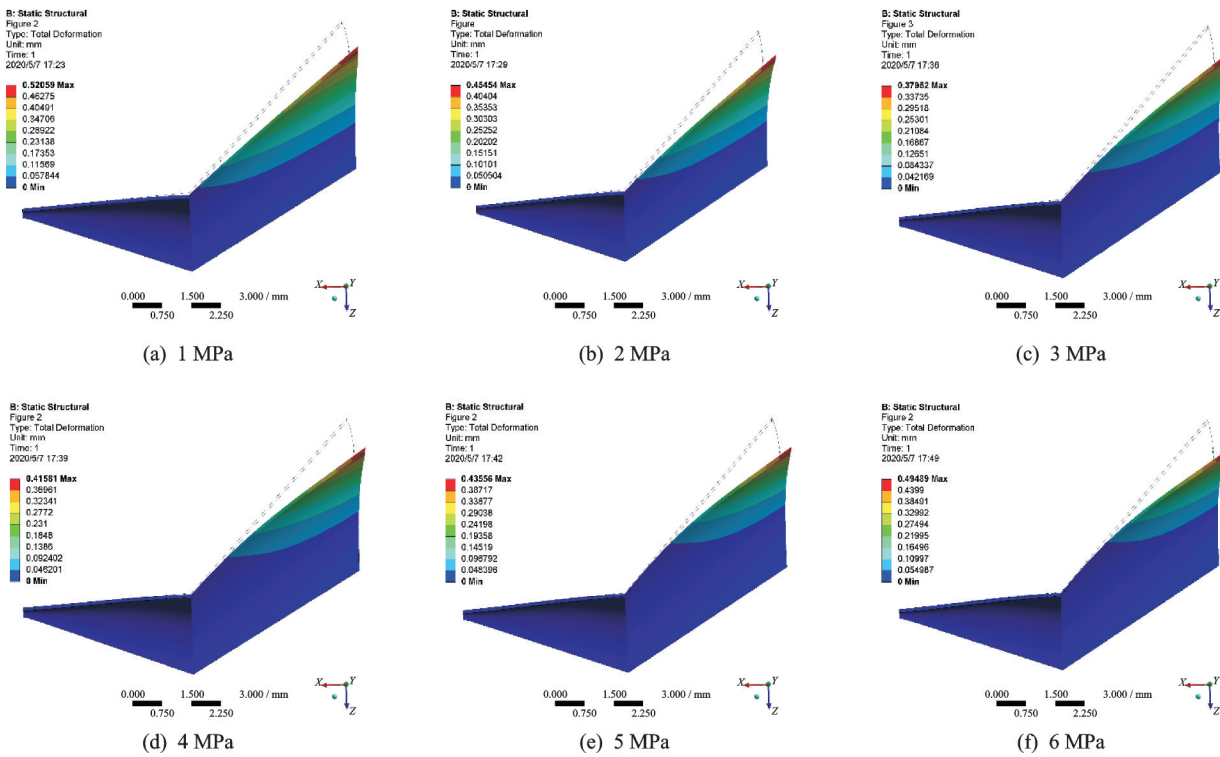 B: Static Structural
Figure 2
Type: Total Deformation
Unit: mm
Time: 1
2020/5/7 17:23
0.52059 Max
0.46275
0.40491
0.34706
0.28922
0.23138
0.17353
0.11569
0.057844
0 Min
X Y
Z
0.000 1.500 3.000 / mm
0.750 2.250
(a) 1 MPa
B: Static Structural
Figure
Type: Total Deformation
Unit: mm
Time: 1
2020/5/7 17:29
0.45454 Max
0.40404
0.35353
0.30303
0.25252
0.20202
0.15151
0.10101
0.050504
0 Min
X Y
Z
0.000 1.500 3.000 / mm
0.750 2.250
(b) 2 MPa
B: Static Structural
Figure 3
Type: Total Deformation
Unit: mm
Time: 1
2020/5/7 17:36
0.37952 Max
0.33735
0.29518
0.25301
0.21084
0.16867
0.12651
0.084337
0.042169
0 Min
X Y
Z
0.000 1.500 3.000 / mm
0.750 2.250
(c) 3 MPa
B: Static Structural
Figure 2
Type: Total Deformation
Unit: mm
Time: 1
2020/5/7 17:39
0.41581 Max
0.36961
0.32341
0.2772
0.231
0.1848
0.1386
0.092402
0.046201
0 Min
X Y
Z
0.000 1.500 3.000 / mm
0.750 2.250
(d) 4 MPa
B: Static Structural
Figure 2
Type: Total Deformation
Unit: mm
Time: 1
2020/5/7 17:42
0.43556 Max
0.38717
0.33877
0.29038
0.24198
0.19358
0.14519
0.096792
0.048396
0 Min
X Y
Z
0.000 1.500 3.000 / mm
0.750 2.250
(e) 5 MPa
B: Static Structural
Figure 2
Type: Total Deformation
Unit: mm
Time: 1
2020/5/7 17:49
0.49489 Max
0.4399
0.38491
0.32992
0.27494
0.21995
0.16496
0.10997
0.054987
0 Min
X Y
Z
0.000 1.500 3.000 / mm
0.750 2.250
(f) 6 MPa